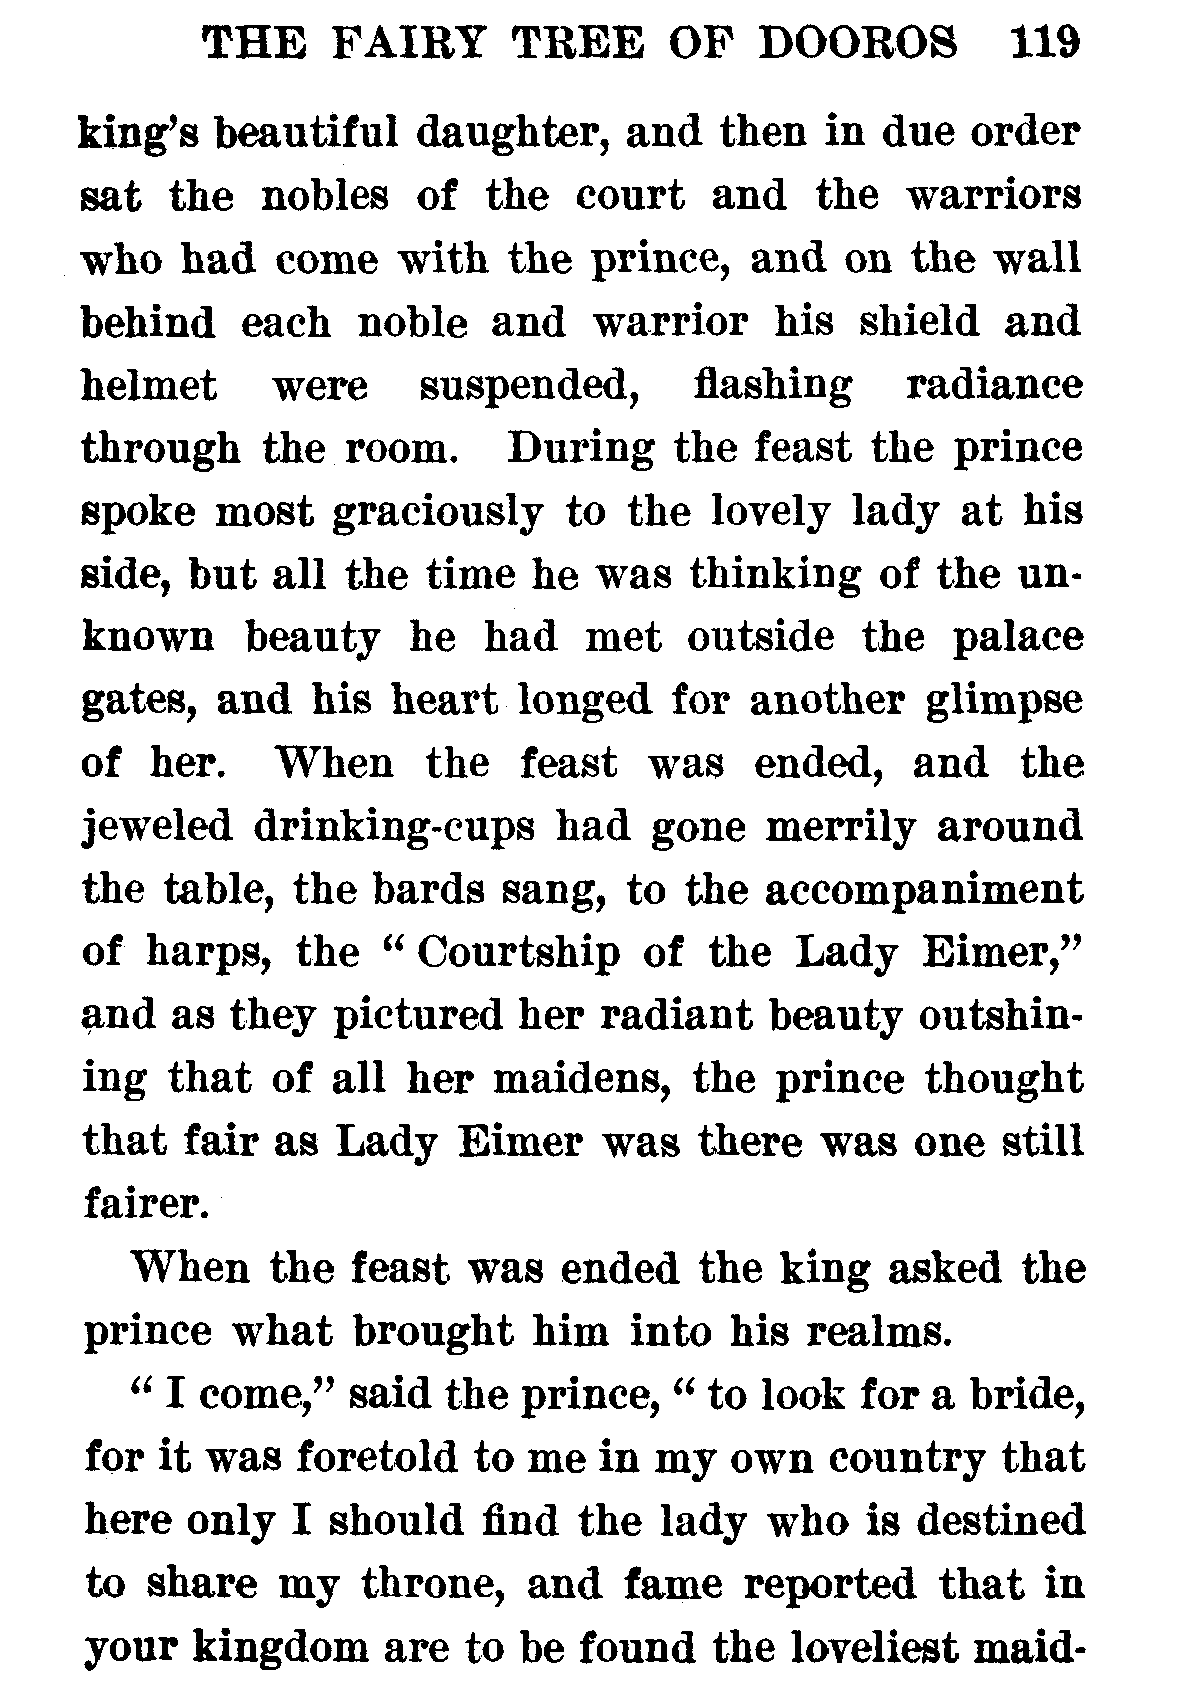 THE FAIRY TREE OF DOOROS 119
king's beautiful daughter, and then in due order
sat the nobles of the court and the warriors
who had come with the prince, and on the wall
behind each noble and warrior his shield and
helmet were suspended, flashing radiance
through the room. During the feast the prince
spoke most graciously to the lovely lady at his
side, but all the time he was thinking of the un-
known beauty he had met outside the palace
gates, and his heart longed for another glimpse
of her. When the feast was ended, and the
jeweled drinking-cups had gone merrily around
the table, the bards sang, to the accompaniment
of harps, the “ Courtship of the Lady Eimer,”
and as they pictured her radiant beauty outshin-
ing that of all her maidens, the prince thought
that fair as Lady Eimer was there was one still
fairer.
When the feast was ended the king asked the
prince what brought him into his realms.
“ I come,” said the prince, “ to look for a bride,
for it was foretold to me in my own country that
here only I should find the lady who is destined
to share my throne, and fame reported that in
your kingdom are to be found the loveliest maid-